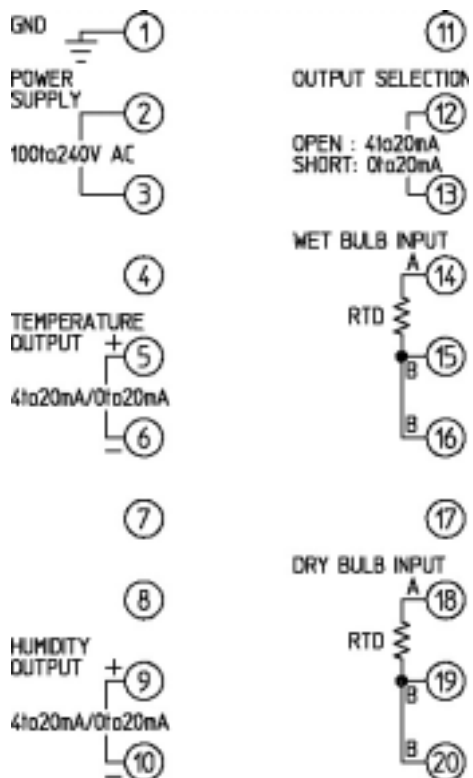 GND
1
POWER
SUPPLY
2
100to240V AC
3
4
TEMPERATURE
OUTPUT +
5
4to20mA/0to20mA
–
6
7
8
HUMIDITY
OUTPUT +
9
4to20mA/0to20mA
–
10
11
OUTPUT SELECTION
12
OPEN : 4to20mA
SHORT: 0to20mA
13
WET BULB INPUT
A
14
RTD
15
B
B
16
17
DRY BULB INPUT
A
18
RTD
19
B
B
20